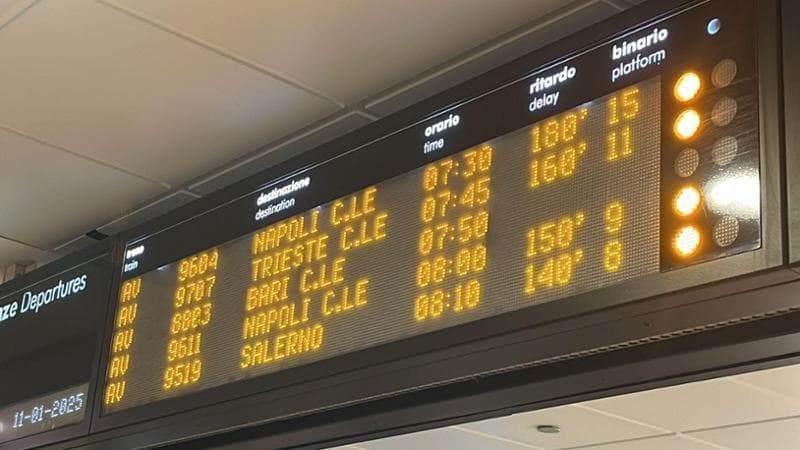 treno destinazione orario ritardo binario
train destination time delay platform
AV 9604 NAPOLI C.LE 07:30 180' 15
AV 9707 TRIESTE C.LE 07:45 160' 11
AV 8803 BARI C.LE 07:50
AV 9611 NAPOLI C.LE 08:00 150' 9
AV 9519 SALERNO 08:10 140' 8
Departures
11-01-2025